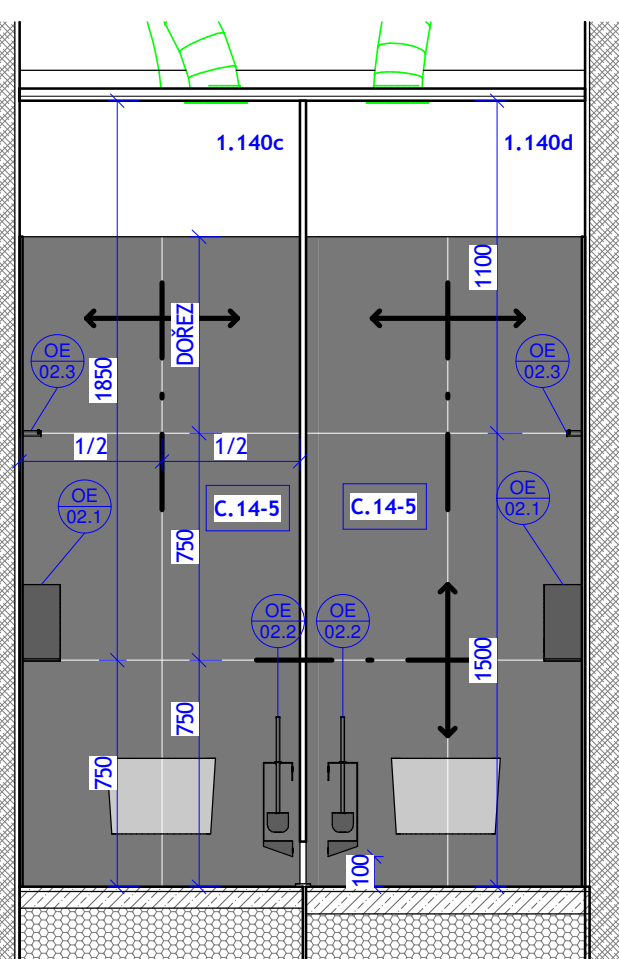 1.140c
1.140d
1100
DOŘEZ
OE
02.3
OE
02.3
1850
1/2
1/2
OE
02.1
C.14-5
C.14-5
OE
02.1
750
OE
02.2
OE
02.2
1500
750
750
100